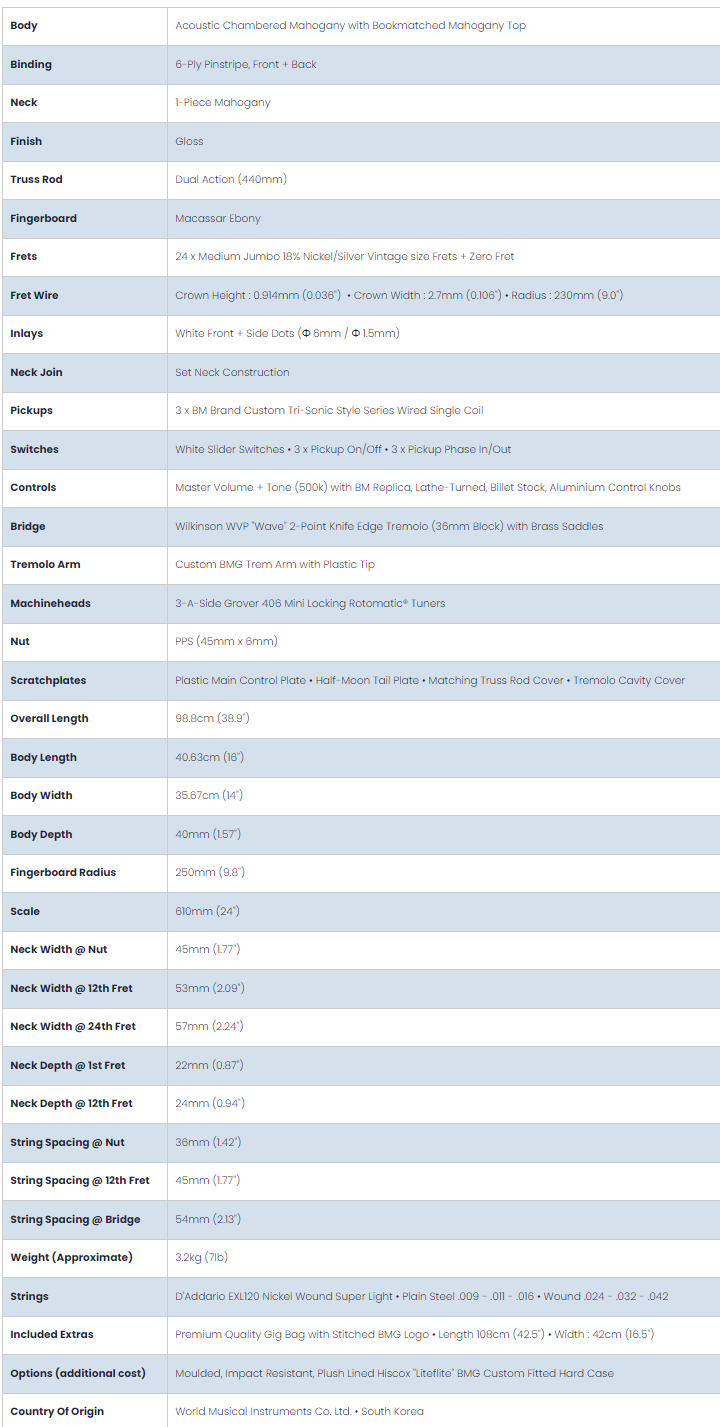 Body Acoustic Chambered Mahogany with Bookmatched Mahogany Top
Binding 6-Ply Pinstripe, Front + Back
Neck 1-Piece Mahogany
Finish Gloss
Truss Rod Dual Action (440mm)
Fingerboard Macassar Ebony
Frets 24 x Medium Jumbo 18% Nickel/Silver Vintage size Frets + Zero Fret
Fret Wire Crown Height : 0.914mm (0.036") • Crown Width : 2.7mm (0.106") • Radius : 230mm (9.0")
Inlays White Front + Side Dots (Φ 6mm / Φ 1.5mm)
Neck Join Set Neck Construction
Pickups 3 x BM Brand Custom Tri-Sonic Style Series Wired Single Coil
Switches White Slider Switches • 3 x Pickup On/Off • 3 x Pickup Phase In/Out
Controls Master Volume + Tone (500k) with BM Replica, Lathe-Turned, Billet Stock, Aluminium Control Knobs
Bridge Wilkinson WVP "Wave" 2-Point Knife Edge Tremolo (36mm Block) with Brass Saddles
Tremolo Arm Custom BMG Trem Arm with Plastic Tip
Machineheads 3-A-Side Grover 406 Mini Locking Rotomatic® Tuners
Nut PPS (45mm x 6mm)
Scratchplates Plastic Main Control Plate • Half-Moon Tail Plate • Matching Truss Rod Cover • Tremolo Cavity Cover
Overall Length 98.8cm (38.9")
Body Length 40.63cm (16")
Body Width 35.67cm (14")
Body Depth 40mm (1.57")
Fingerboard Radius 250mm (9.8")
Scale 610mm (24")
Neck Width @ Nut 45mm (1.77")
Neck Width @ 12th Fret 53mm (2.09")
Neck Width @ 24th Fret 57mm (2.24")
Neck Depth @ 1st Fret 22mm (0.87")
Neck Depth @ 12th Fret 24mm (0.94")
String Spacing @ Nut 36mm (1.42")
String Spacing @ 12th Fret 45mm (1.77")
String Spacing @ Bridge 54mm (2.13")
Weight (Approximate) 3.2kg (7lb)
Strings D'Addario EXL120 Nickel Wound Super Light • Plain Steel .009 - .011 - .016 • Wound .024 - .032 - .042
Included Extras Premium Quality Gig Bag with Stitched BMG Logo • Length 108cm (42.5") • Width : 42cm (16.5")
Options (additional cost) Moulded, Impact Resistant, Plush Lined Hiscox "Liteflite" BMG Custom Fitted Hard Case
Country Of Origin World Musical Instruments Co. Ltd. • South Korea